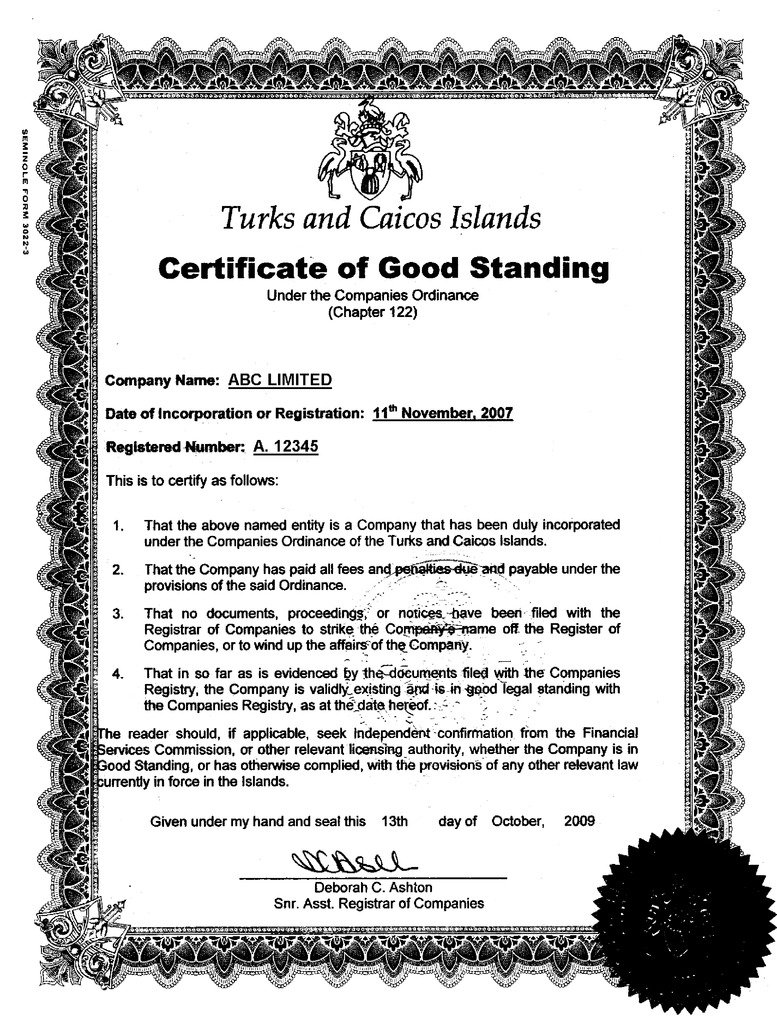 SEMINOLE FORM 3022-3
Turks and Caicos Islands
Certificate of Good Standing
Under the Companies Ordinance
(Chapter 122)
Company Name: ABC LIMITED
Date of Incorporation or Registration: 11th November, 2007
Registered Number: A. 12345
This is to certify as follows:
1. That the above named entity is a Company that has been duly incorporated
under the Companies Ordinance of the Turks and Caicos Islands.
2. That the Company has paid all fees and penalties due and payable under the
provisions of the said Ordinance.
3. That no documents, proceedings, or notices have been filed with the
Registrar of Companies to strike the Company's name off the Register of
Companies, or to wind up the affairs of the Company.
4. That in so far as is evidenced by the documents filed with the Companies
Registry, the Company is validly existing and is in good legal standing with
the Companies Registry, as at the date hereof.
The reader should, if applicable, seek independent confirmation from the Financial
Services Commission, or other relevant licensing authority, whether the Company is in
Good Standing, or has otherwise complied, with the provisions of any other relevant law
currently in force in the Islands.
Given under my hand and seal this 13th day of October, 2009
Deborah C. Ashton
Snr. Asst. Registrar of Companies